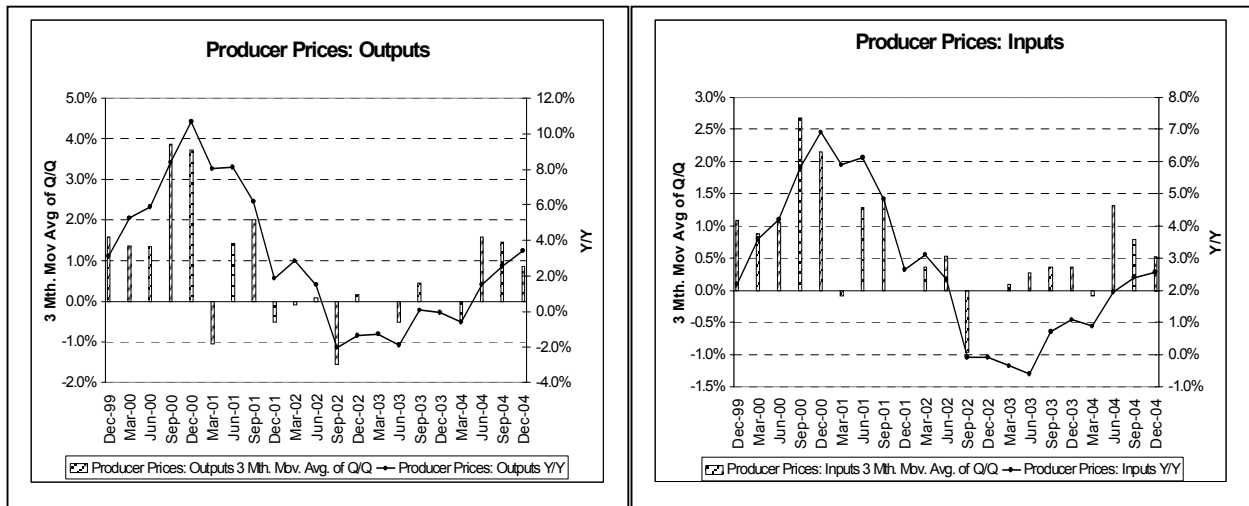 Producer Prices: Outputs
3 Mth. Mov Avg of Q/Q
5.0%
4.0%
3.0%
2.0%
1.0%
0.0%
-1.0%
-2.0%
12.0%
10.0%
8.0%
6.0%
4.0%
2.0%
0.0%
-2.0%
-4.0%
Y/Y
Dec-99
Mar-00
Jun-00
Sep-00
Dec-00
Mar-01
Jun-01
Sep-01
Dec-01
Mar-02
Jun-02
Sep-02
Dec-02
Mar-03
Jun-03
Sep-03
Dec-03
Mar-04
Jun-04
Sep-04
Dec-04
Producer Prices: Outputs 3 Mth. Mov. Avg. of Q/Q
Producer Prices: Outputs Y/Y
Producer Prices: Inputs
3 Mth. Mov Avg of Q/Q
3.0%
2.5%
2.0%
1.5%
1.0%
0.5%
0.0%
-0.5%
-1.0%
-1.5%
8.0%
7.0%
6.0%
5.0%
4.0%
3.0%
2.0%
1.0%
0.0%
-1.0%
Y/Y
Dec-99
Mar-00
Jun-00
Sep-00
Dec-00
Mar-01
Jun-01
Sep-01
Dec-01
Mar-02
Jun-02
Sep-02
Dec-02
Mar-03
Jun-03
Sep-03
Dec-03
Mar-04
Jun-04
Sep-04
Dec-04
Producer Prices: Inputs 3 Mth. Mov. Avg. of Q/Q
Producer Prices: Inputs Y/Y